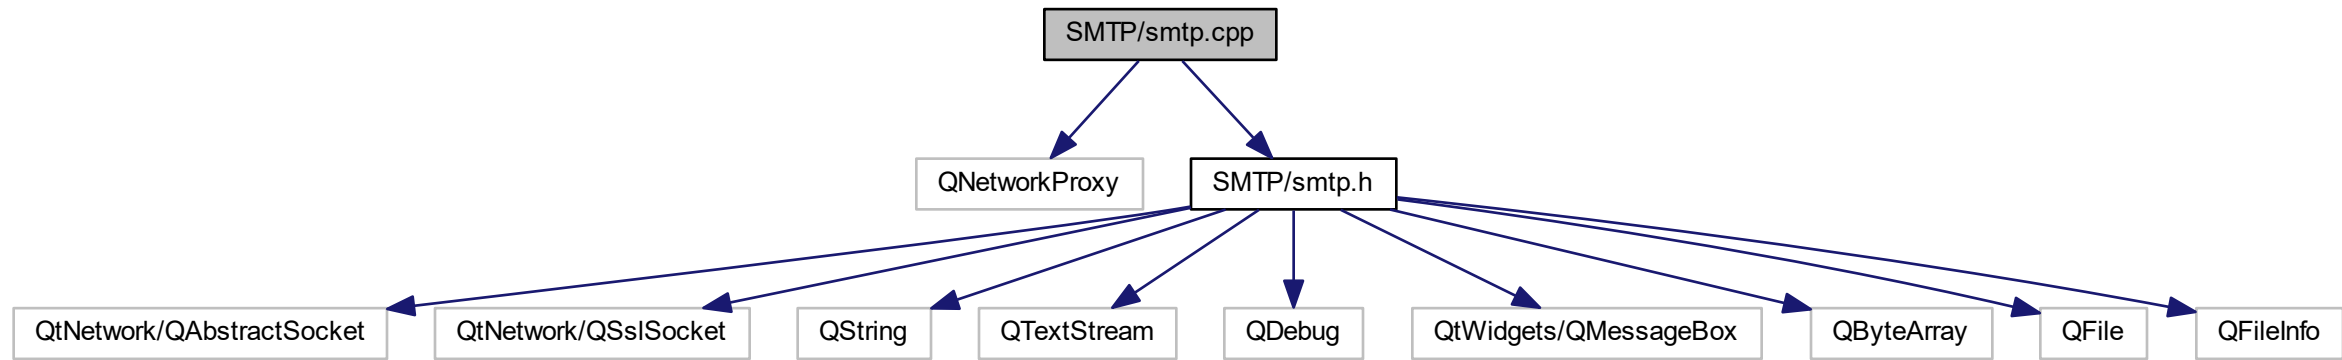 SMTP/smtp.cpp
QNetworkProxy
SMTP/smtp.h
QtNetwork/QAbstractSocket
QtNetwork/QSslSocket
QString
QTextStream
QDebug
QtWidgets/QMessageBox
QByteArray
QFile
QFileInfo